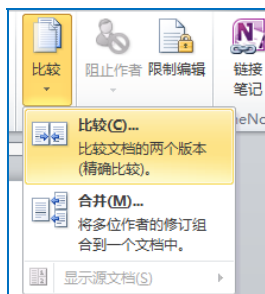 比较
阻止作者
限制编辑
链接
笔记
eNo
比较(C)...
比较文档的两个版本
(精确比较)。
合并(M)...
将多位作者的修订组
合到一个文档中。
显示源文档(S)